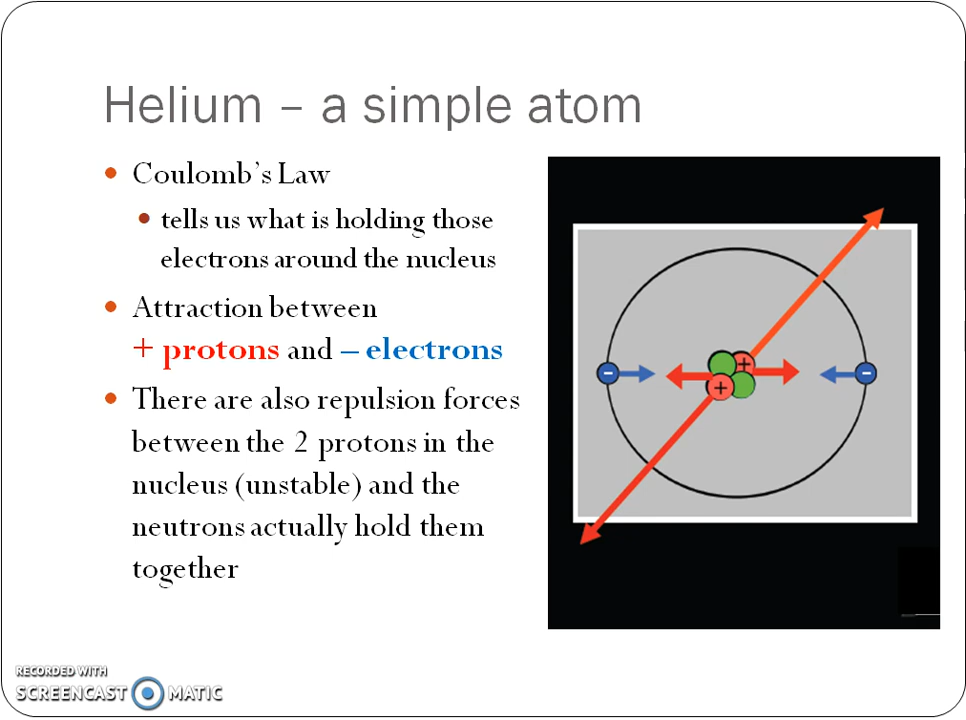 Helium – a simple atom
• Coulomb's Law
• tells us what is holding those
electrons around the nucleus
• Attraction between
+ protons and – electrons
• There are also repulsion forces
between the 2 protons in the
nucleus (unstable) and the
neutrons actually hold them
together
+
– –
+
RECORDED WITH
SCREENCAST MATIC